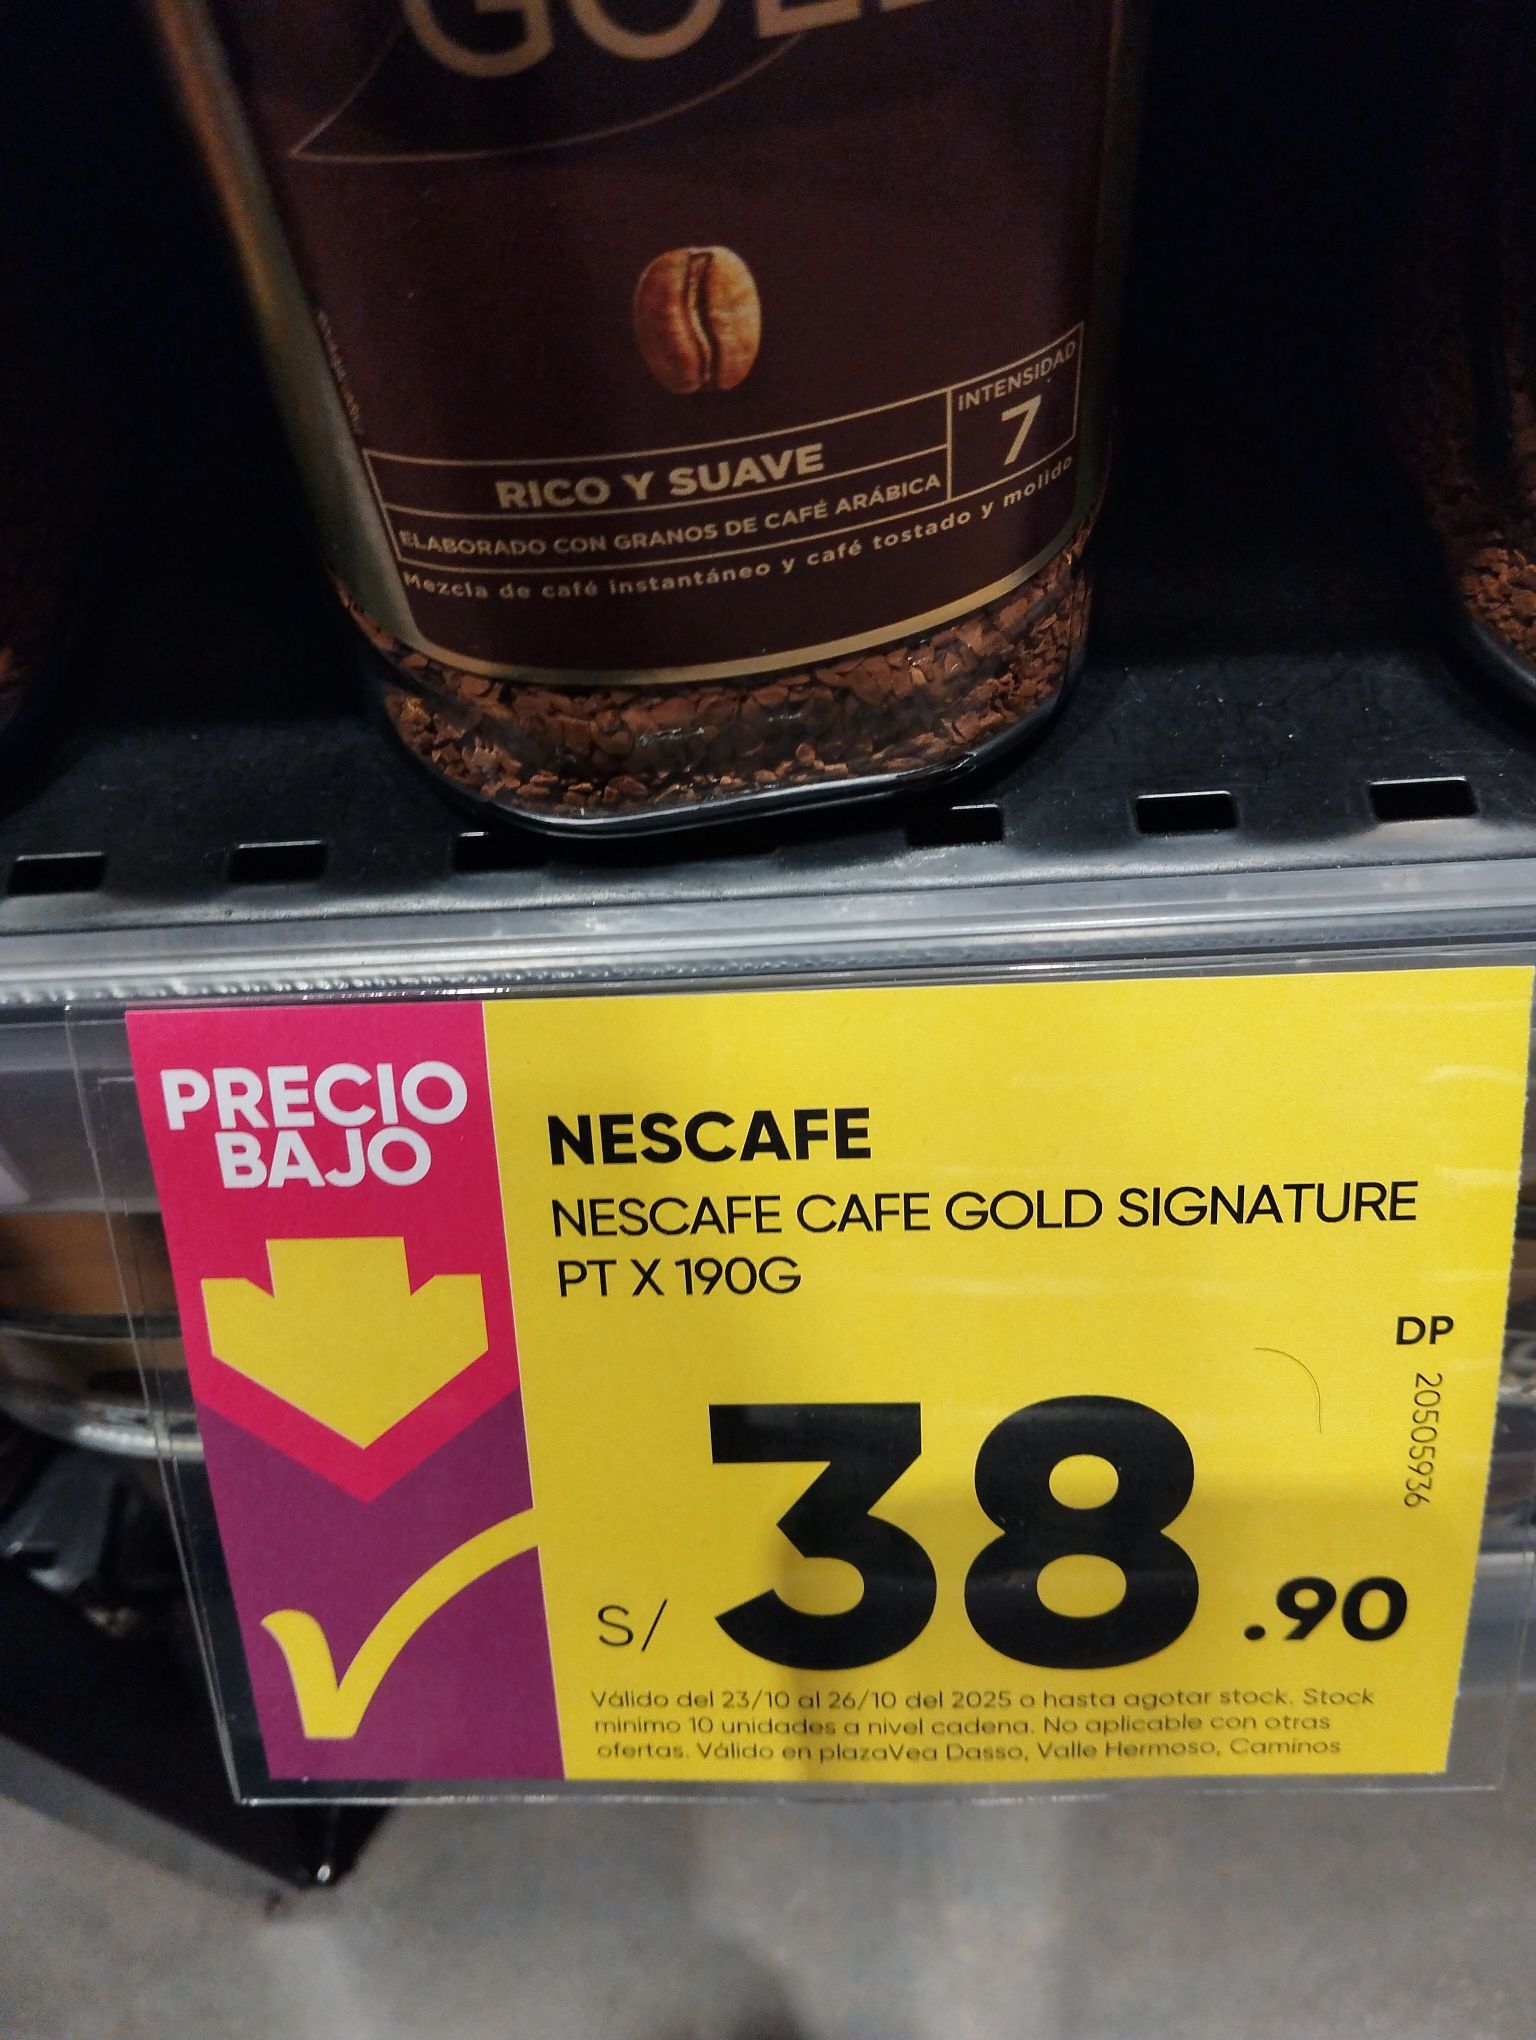 GOLD
RICO Y SUAVE
INTENSIDAD
7
ELABORADO CON GRANOS DE CAFÉ ARÁBICA
Mezcla de café instantáneo y café tostado y molido
PRECIO
BAJO
NESCAFE
NESCAFE CAFE GOLD SIGNATURE
PT X 190G
DP
20505936
S/ 38.90
Válido del 23/10 al 26/10 del 2025 o hasta agotar stock. Stock
minimo 10 unidades a nivel cadena. No aplicable con otras
ofertas. Válido en plazaVea Dasso, Valle Hermoso, Caminos